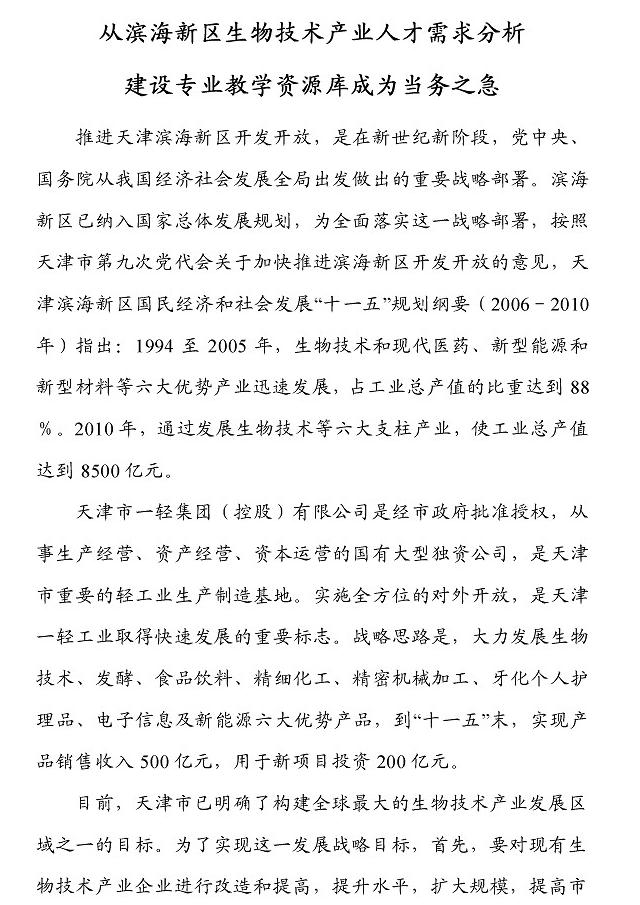 从滨海新区生物技术产业人才需求分析
建设专业教学资源库成为当务之急
推进天津滨海新区开发开放，是在新世纪新阶段，党中央、
国务院从我国经济社会发展全局出发做出的重要战略部署。滨海
新区已纳入国家总体发展规划，为全面落实这一战略部署，按照
天津市第九次党代会关于加快推进滨海新区开发开放的意见，天
津滨海新区国民经济和社会发展“十一五”规划纲要（2006－2010
年）指出：1994 至 2005 年，生物技术和现代医药、新型能源和
新型材料等六大优势产业迅速发展，占工业总产值的比重达到 88
％。2010 年，通过发展生物技术等六大支柱产业，使工业总产值
达到 8500 亿元。
天津市一轻集团（控股）有限公司是经市政府批准授权，从
事生产经营、资产经营、资本运营的国有大型独资公司，是天津
市重要的轻工业生产制造基地。实施全方位的对外开放，是天津
一轻工业取得快速发展的重要标志。战略思路是，大力发展生物
技术、发酵、食品饮料、精细化工、精密机械加工、牙化个人护
理品、电子信息及新能源六大优势产品，到“十一五”末，实现产
品销售收入 500 亿元，用于新项目投资 200 亿元。
目前，天津市已明确了构建全球最大的生物技术产业发展区
域之一的目标。为了实现这一发展战略目标，首先，要对现有生
物技术产业企业进行改造和提高，提升水平，扩大规模，提高市